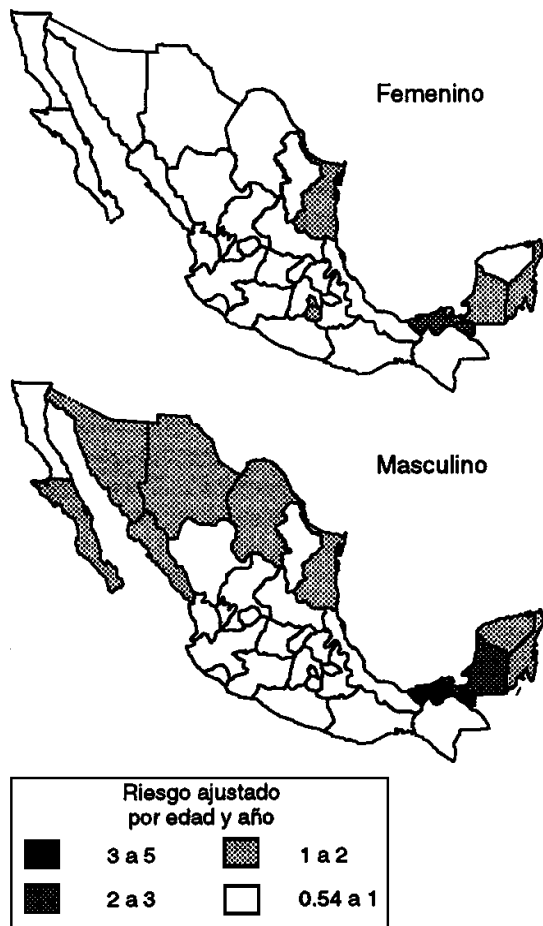 Femenino
Masculino
Riesgo ajustado
por edad y año
3 a 5
1 a 2
2 a 3
0.54 a 1